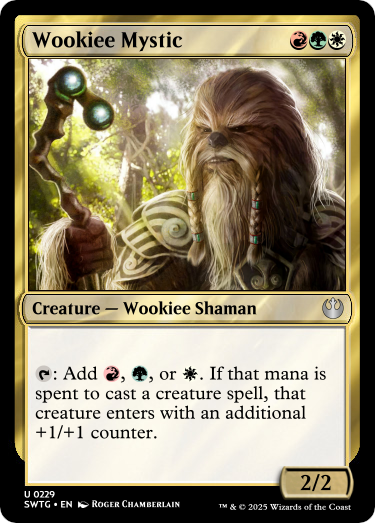 Wookiee Mystic
Creature — Wookiee Shaman
: Add , , or . If that mana is
spent to cast a creature spell, that
creature enters with an additional
+1/+1 counter.
2/2
U 0229
SWTG • EN Roger Chamberlain
™ & © 2025 Wizards of the Coast